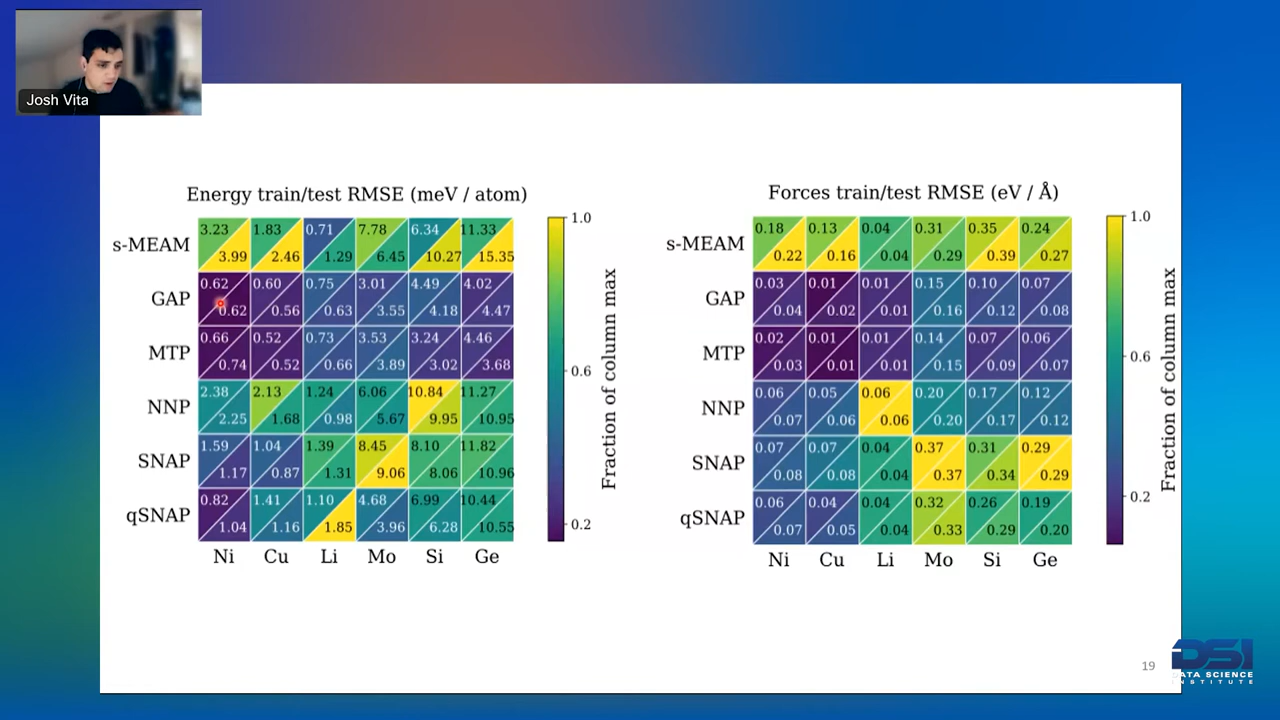 Josh Vita
Energy train/test RMSE (meV / atom)
s-MEAM 3.23 3.99 1.83 2.46 0.71 1.29 7.78 6.45 6.34 10.27 11.33 15.35
GAP 0.62 0.62 0.60 0.56 0.75 0.63 3.01 3.55 4.49 4.18 4.02 4.47
MTP 0.66 0.74 0.52 0.52 0.73 0.66 3.53 3.89 3.24 3.02 4.46 3.68
NNP 2.38 2.25 2.13 1.68 1.24 0.98 6.06 5.67 10.84 9.95 11.27 10.95
SNAP 1.59 1.17 1.04 0.87 1.39 1.31 8.45 9.06 8.10 8.06 11.82 10.96
qSNAP 0.82 1.04 1.41 1.16 1.10 1.85 4.68 3.96 6.99 6.28 10.44 10.55
Ni Cu Li Mo Si Ge
1.0
0.6
0.2
Fraction of column max
Forces train/test RMSE (eV / Å)
s-MEAM 0.18 0.22 0.13 0.16 0.04 0.04 0.31 0.29 0.35 0.39 0.24 0.27
GAP 0.03 0.04 0.01 0.02 0.01 0.01 0.15 0.16 0.10 0.12 0.07 0.08
MTP 0.02 0.03 0.01 0.01 0.01 0.01 0.14 0.15 0.07 0.09 0.06 0.07
NNP 0.06 0.07 0.05 0.06 0.06 0.06 0.20 0.20 0.16 0.17 0.12 0.12
SNAP 0.07 0.08 0.07 0.08 0.04 0.04 0.37 0.37 0.31 0.34 0.29 0.29
qSNAP 0.06 0.07 0.04 0.05 0.04 0.04 0.32 0.33 0.26 0.29 0.19 0.20
Ni Cu Li Mo Si Ge
1.0
0.6
0.2
Fraction of column max
19
DSI
DATA SCIENCE
INSTITUTE